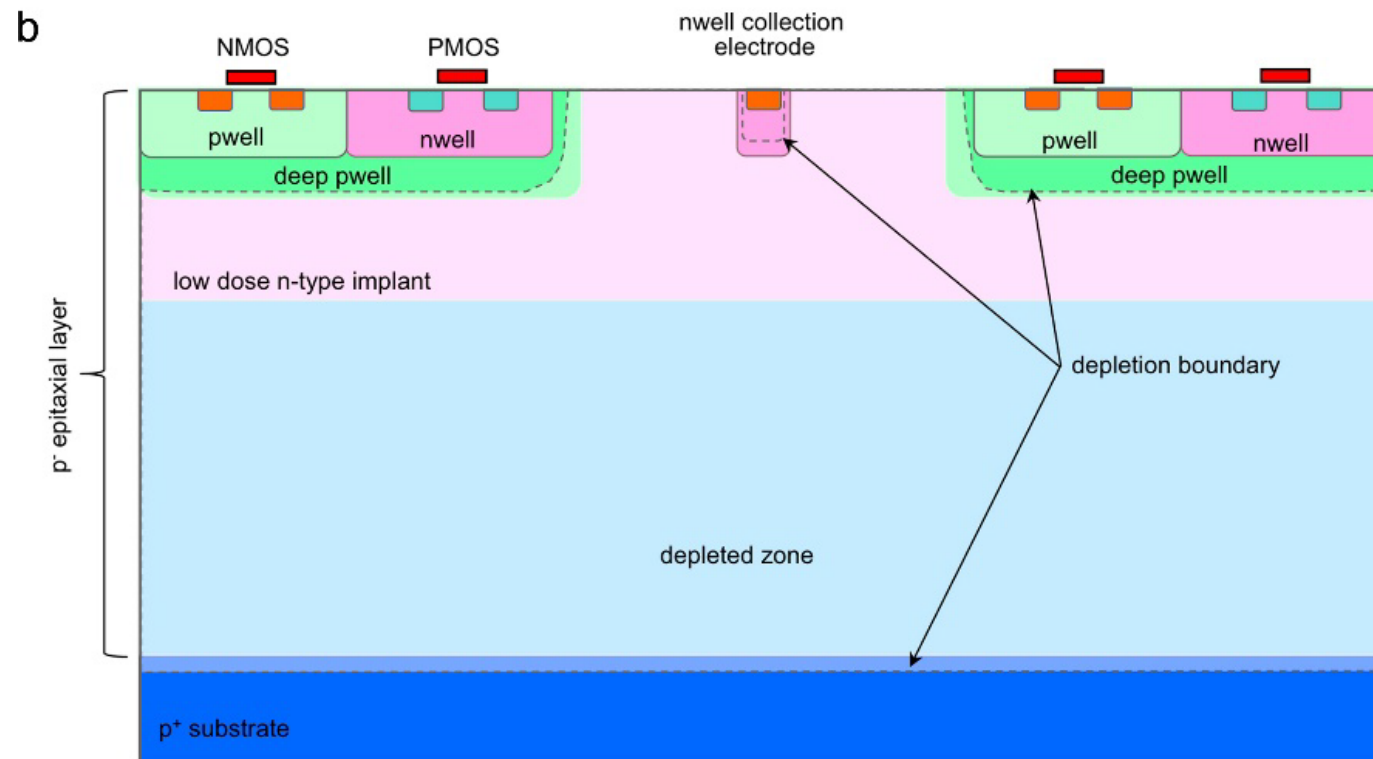 b
nwell collection
electrode
NMOS
PMOS
pwell
nwell
deep pwell
pwell
nwell
deep pwell
low dose n-type implant
p⁻ epitaxial layer
depletion boundary
depleted zone
p⁺ substrate